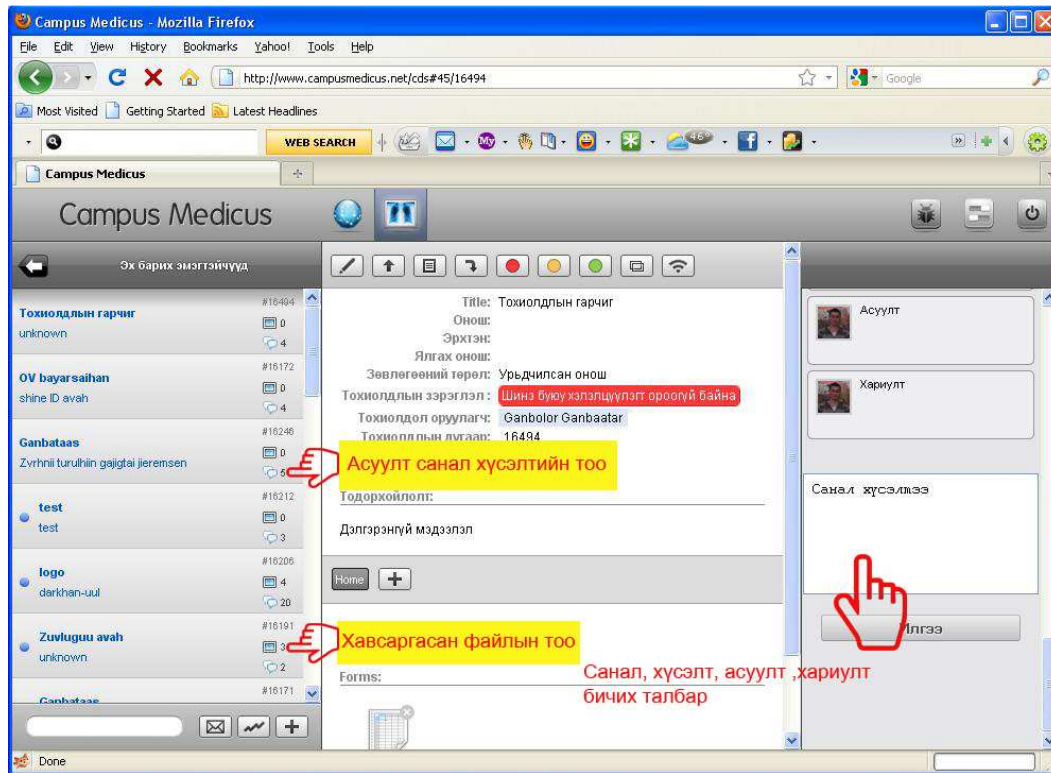 Campus Medicus - Mozilla Firefox
File Edit View History Bookmarks Yahoo! Tools Help
http://www.campusmedicus.net/cds#45/16494
Google
Most Visited Getting Started Latest Headlines
WEB SEARCH
My
46°
Campus Medicus
Campus Medicus
Эх барих эмэгтэйчүүд
Тохиолдлын гарчиг
unknown
#16494
0
4
OV bayarsaihan
shine ID avah
#16172
0
4
Ganbataas
Zvrhnii turulhiin gajigtai jieremsen
#16246
0
5
test
test
#16212
0
3
logo
darkhan-uul
#16206
4
20
Zuvluguu avah
unknown
#16191
3
2
Ganbataas
#16171
Title: Тохиолдлын гарчиг
Онош:
Эрхтэн:
Ялгах онош:
Зөвлөгөөний төрөл: Урьдчилсан онош
Тохиолдлын зэрэглэл : Шинэ буюу хэлэлцүүлэгт ороогүй байна
Тохиолдол оруулагч: Ganbolor Ganbaatar
Тохиолдлын дугаар: 16494
Асуулт санал хүсэлтийн тоо
Тодорхойлолт:
Дэлгэрэнгүй мэдээлэл
Home
Хавсаргасан файлын тоо
Forms:
Асуулт
Хариулт
Санал хүсэлтээ
Илгээ
Санал, хүсэлт, асуулт ,хариулт
бичих талбар
Done